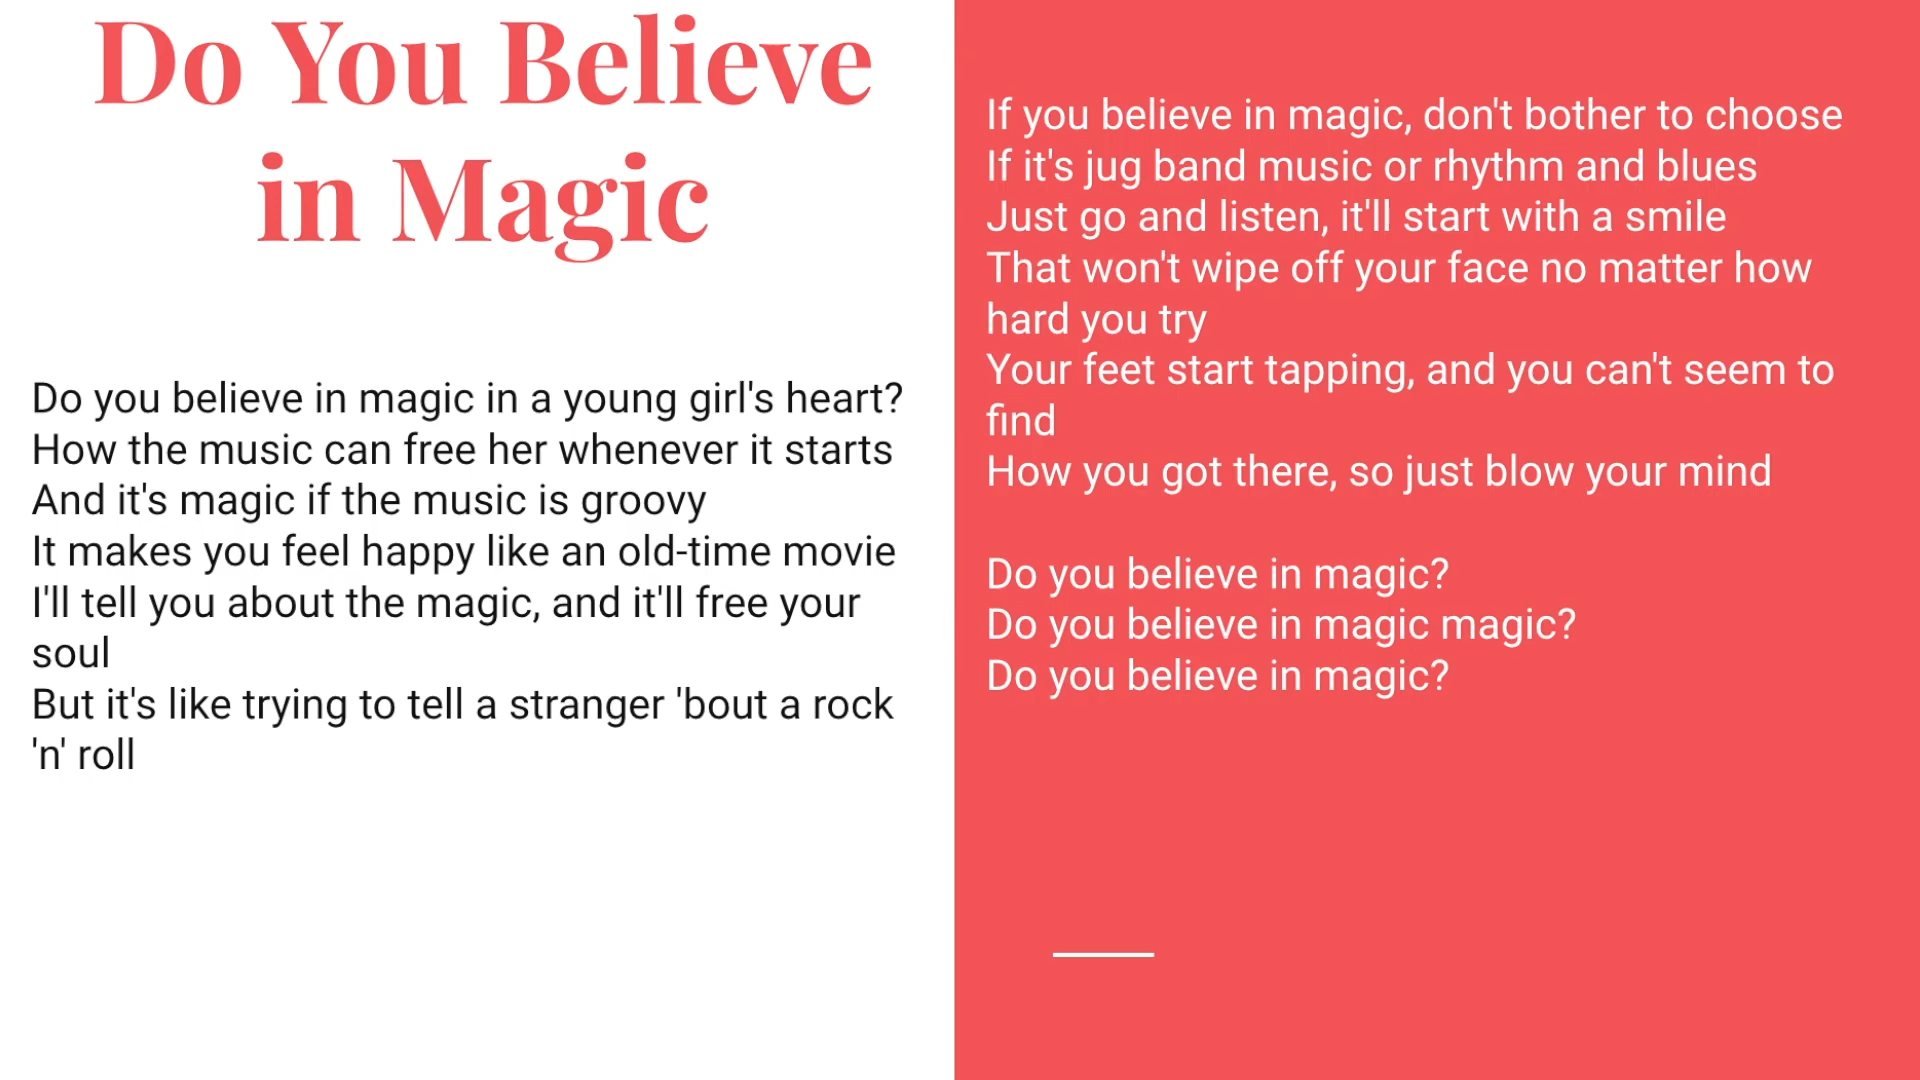 Do You Believe
in Magic
Do you believe in magic in a young girl's heart?
How the music can free her whenever it starts
And it's magic if the music is groovy
It makes you feel happy like an old-time movie
I'll tell you about the magic, and it'll free your
soul
But it's like trying to tell a stranger 'bout a rock
'n' roll
If you believe in magic, don't bother to choose
If it's jug band music or rhythm and blues
Just go and listen, it'll start with a smile
That won't wipe off your face no matter how
hard you try
Your feet start tapping, and you can't seem to
find
How you got there, so just blow your mind
Do you believe in magic?
Do you believe in magic magic?
Do you believe in magic?